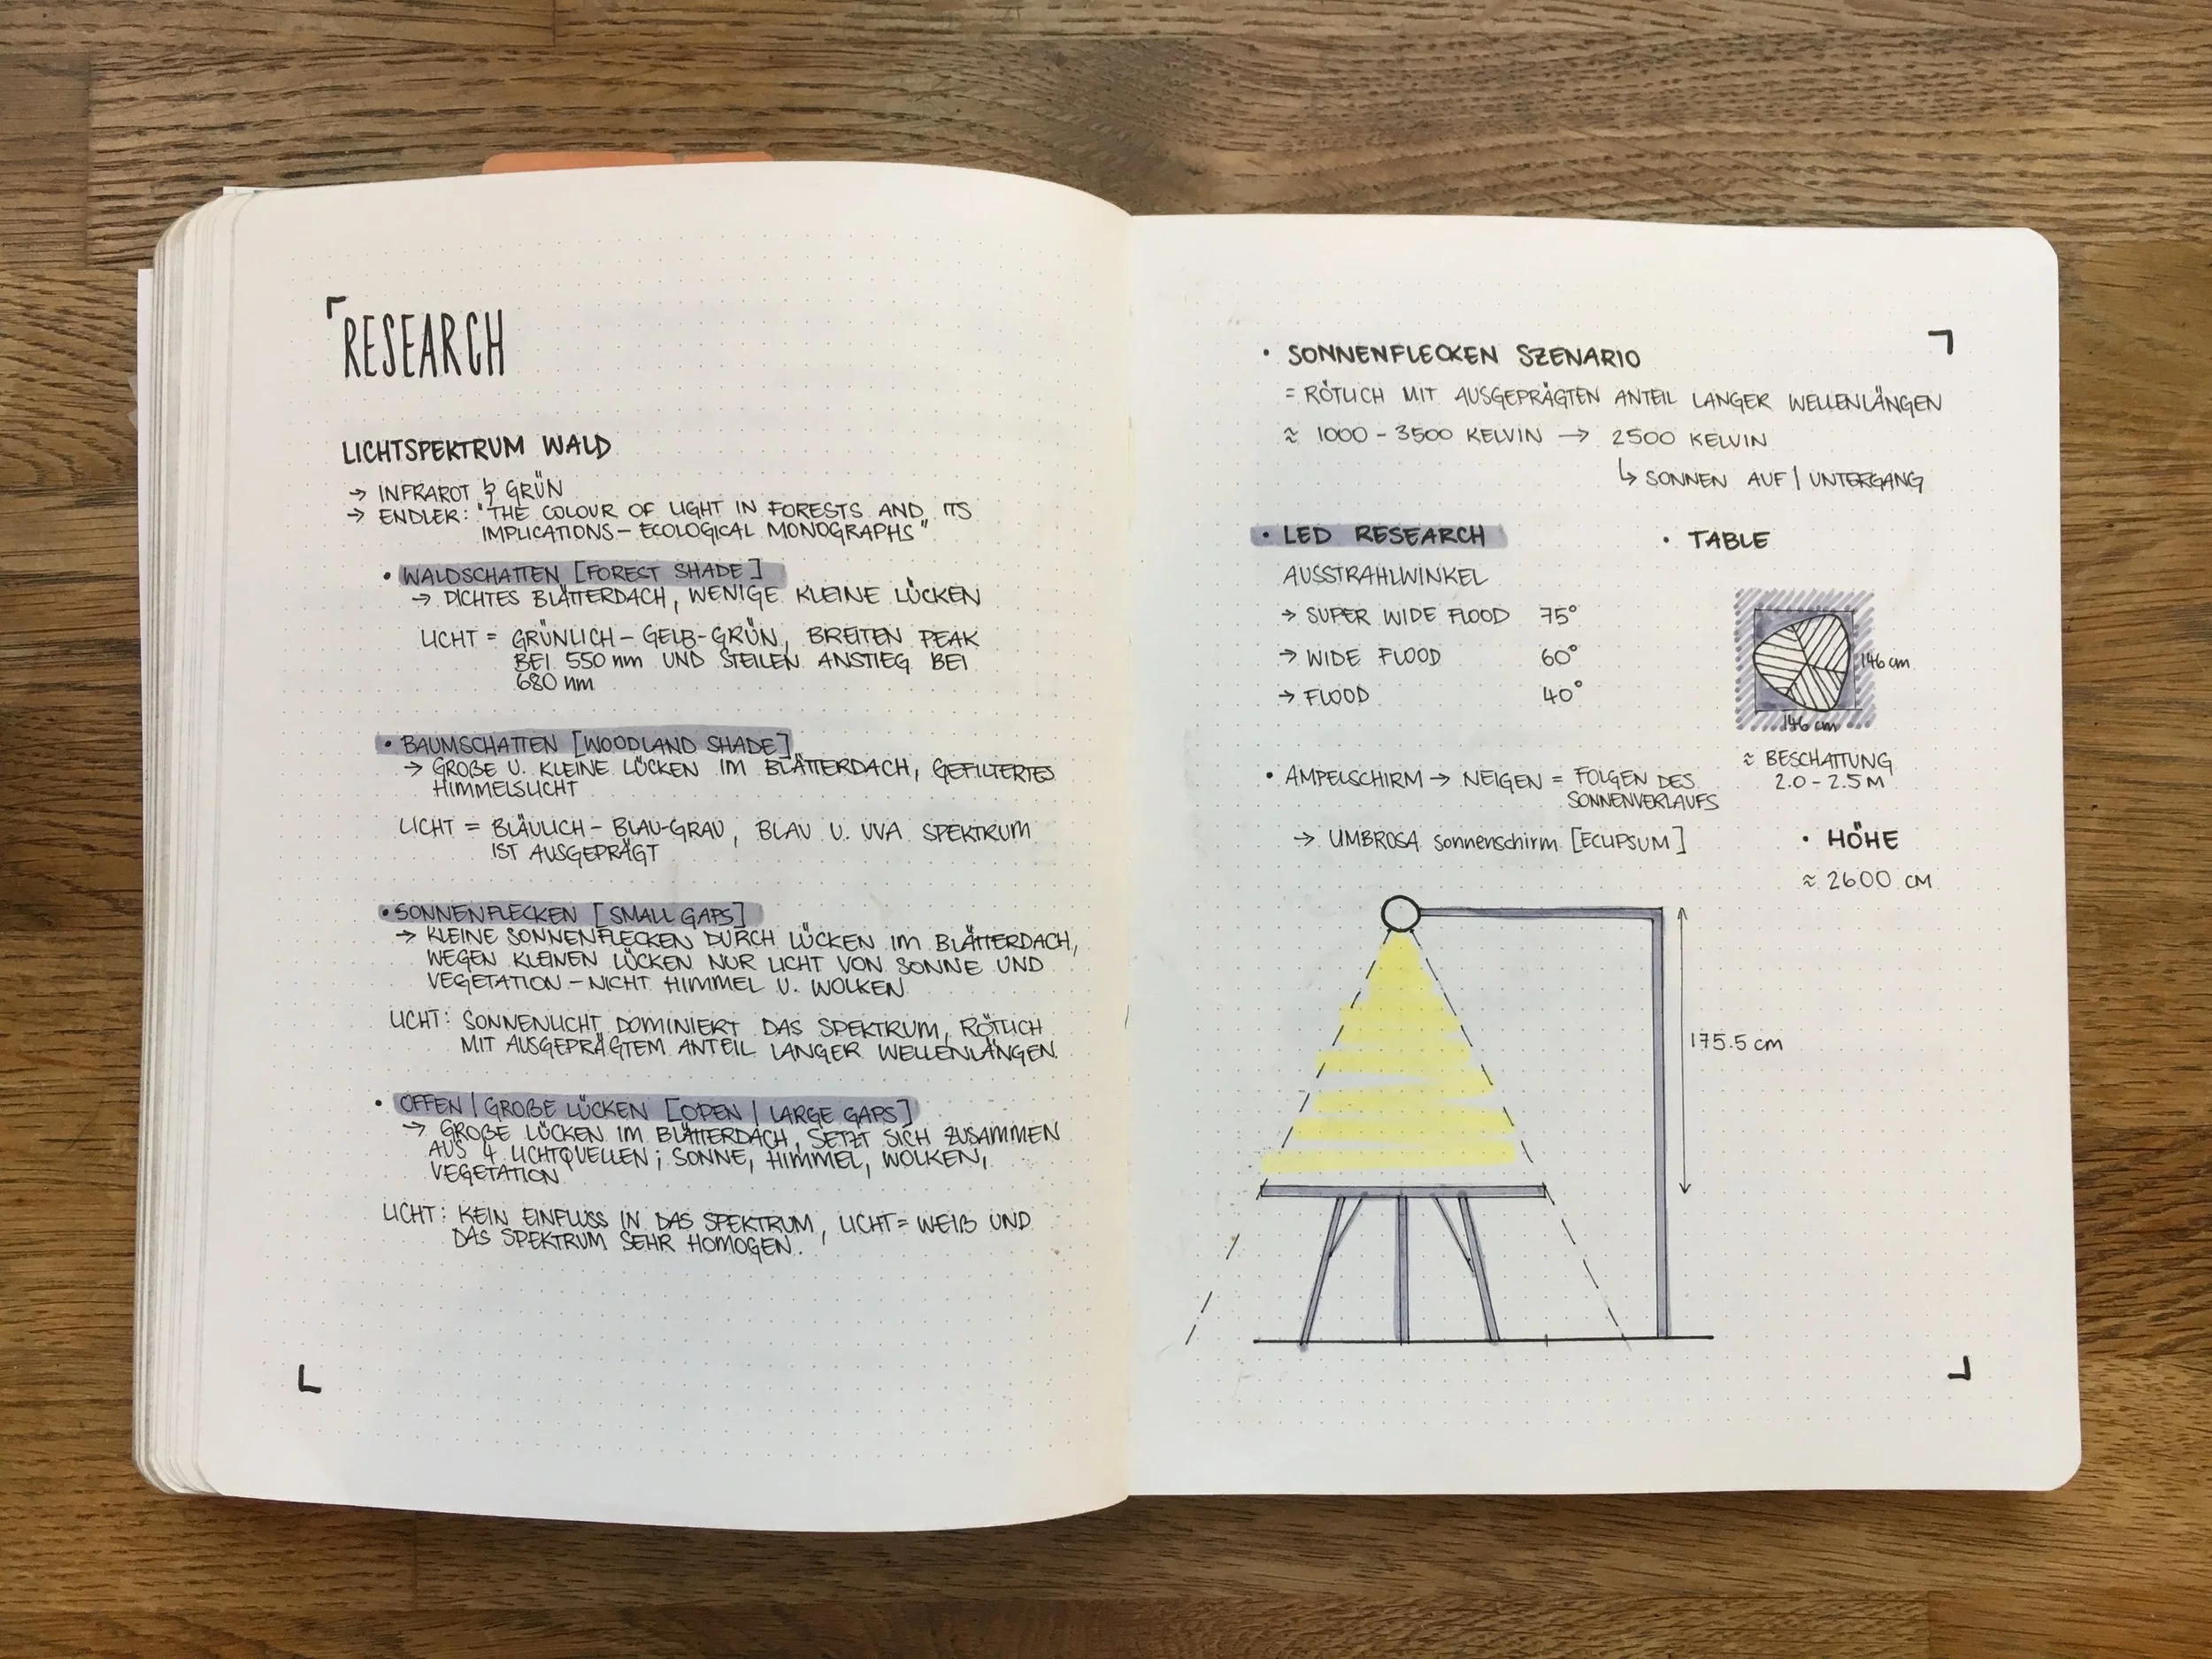 RESEARCH
LICHTSPEKTRUM WALD
→ INFRAROT & GRÜN
→ ENDLER: "THE COLOUR OF LIGHT IN FORESTS AND ITS
IMPLICATIONS – ECOLOGICAL MONOGRAPHS"
• WALDSCHATTEN [FOREST SHADE]
→ DICHTES BLÄTTERDACH, WENIGE KLEINE LÜCKEN
LICHT = GRÜNLICH – GELB-GRÜN, BREITEN PEAK
BEI 550 nm UND STEILEN ANSTIEG BEI
680 nm
• BAUMSCHATTEN [WOODLAND SHADE]
→ GROßE U. KLEINE LÜCKEN IM BLÄTTERDACH, GEFILTERTES
HIMMELSLICHT
LICHT = BLÄULICH – BLAU-GRAU, BLAU U. UVA SPEKTRUM
IST AUSGEPRÄGT
• SONNENFLECKEN [SMALL GAPS]
→ KLEINE SONNENFLECKEN DURCH LÜCKEN IM BLÄTTERDACH,
WEGEN KLEINEN LÜCKEN NUR LICHT VON SONNE UND
VEGETATION – NICHT HIMMEL U. WOLKEN
LICHT: SONNENLICHT DOMINIERT DAS SPEKTRUM, RÖTLICH
MIT AUSGEPRÄGTEM ANTEIL LANGER WELLENLÄNGEN.
• OFFEN | GROßE LÜCKEN [OPEN | LARGE GAPS]
→ GROßE LÜCKEN IM BLÄTTERDACH, SETZT SICH ZUSAMMEN
AUS 4 LICHTQUELLEN; SONNE, HIMMEL, WOLKEN,
VEGETATION
LICHT: KEIN EINFLUSS IN DAS SPEKTRUM, LICHT = WEIß UND
DAS SPEKTRUM SEHR HOMOGEN.
• SONNENFLECKEN SZENARIO
= RÖTLICH MIT AUSGEPRÄGTEN ANTEIL LANGER WELLENLÄNGEN
≈ 1000 – 3500 KELVIN → 2500 KELVIN
↳ SONNEN AUF | UNTERGANG
• LED RESEARCH
AUSSTRAHLWINKEL
→ SUPER WIDE FLOOD 75°
→ WIDE FLOOD 60°
→ FLOOD 40°
• TABLE
146 cm
146 cm
≈ BESCHATTUNG
2.0 – 2.5 M
• AMPELSCHIRM → NEIGEN = FOLGEN DES
SONNENVERLAUFS
→ UMBROSA sonnenschirm [ECLIPSUM]
• HÖHE
≈ 2600 CM
175.5 cm